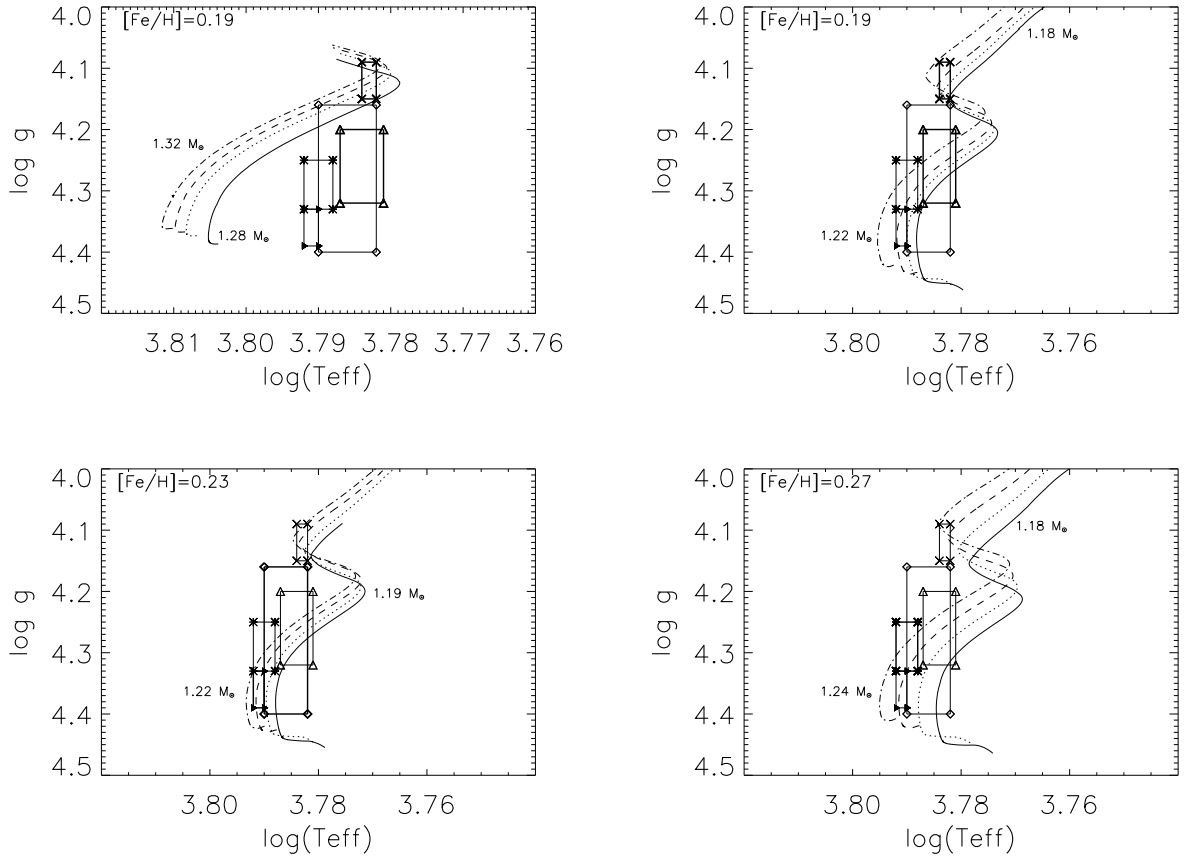 [Fe/H]=0.19
4.0
4.1
4.2
4.3
4.4
4.5
log g
1.32 M⊙
1.28 M⊙
3.81 3.80 3.79 3.78 3.77 3.76
log(Teff)
[Fe/H]=0.19
4.0
4.1
4.2
4.3
4.4
4.5
log g
1.18 M⊙
1.22 M⊙
3.80 3.78 3.76
log(Teff)
[Fe/H]=0.23
4.0
4.1
4.2
4.3
4.4
4.5
log g
1.19 M⊙
1.22 M⊙
3.80 3.78 3.76
log(Teff)
[Fe/H]=0.27
4.0
4.1
4.2
4.3
4.4
4.5
log g
1.18 M⊙
1.24 M⊙
3.80 3.78 3.76
log(Teff)